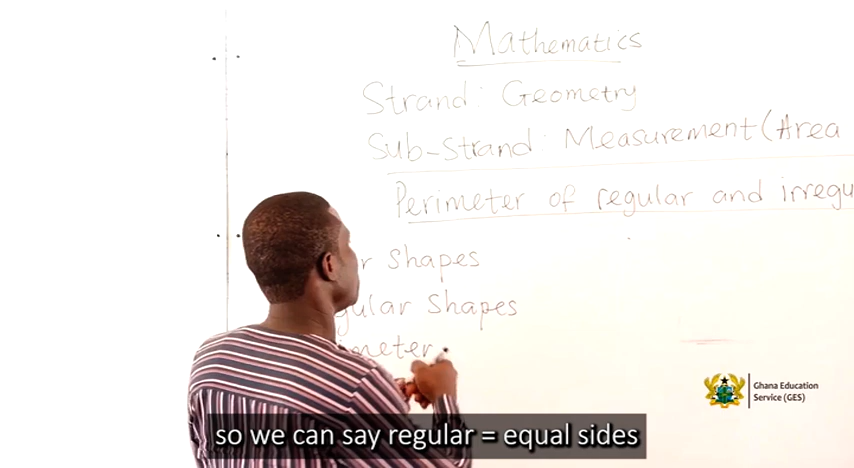 Mathematics
Strand: Geometry
Sub-Strand: Measurement (Area
Perimeter of regular and irregu
r Shapes
gular Shapes
imeter
Ghana Education
Service (GES)
so we can say regular = equal sides